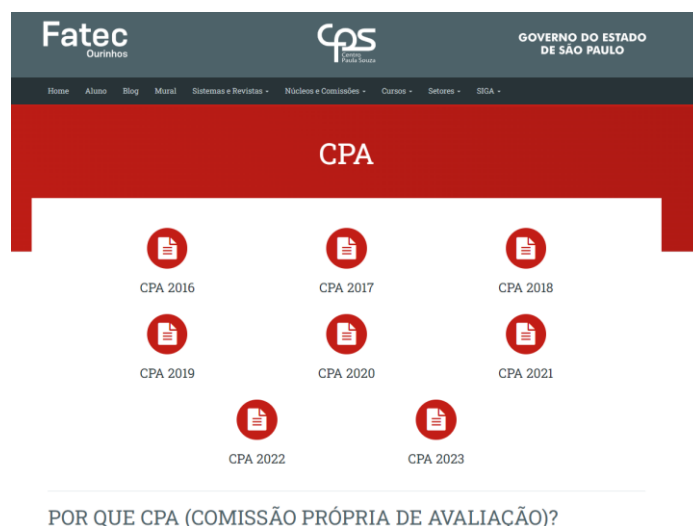 Fatec
Ourinhos
CPS
Centro
Paula Souza
GOVERNO DO ESTADO
DE SÃO PAULO
Home Aluno Blog Mural Sistemas e Revistas Núcleos e Comissões Cursos Setores SIGA
CPA
CPA 2016 CPA 2017 CPA 2018
CPA 2019 CPA 2020 CPA 2021
CPA 2022 CPA 2023
POR QUE CPA (COMISSÃO PRÓPRIA DE AVALIAÇÃO)?